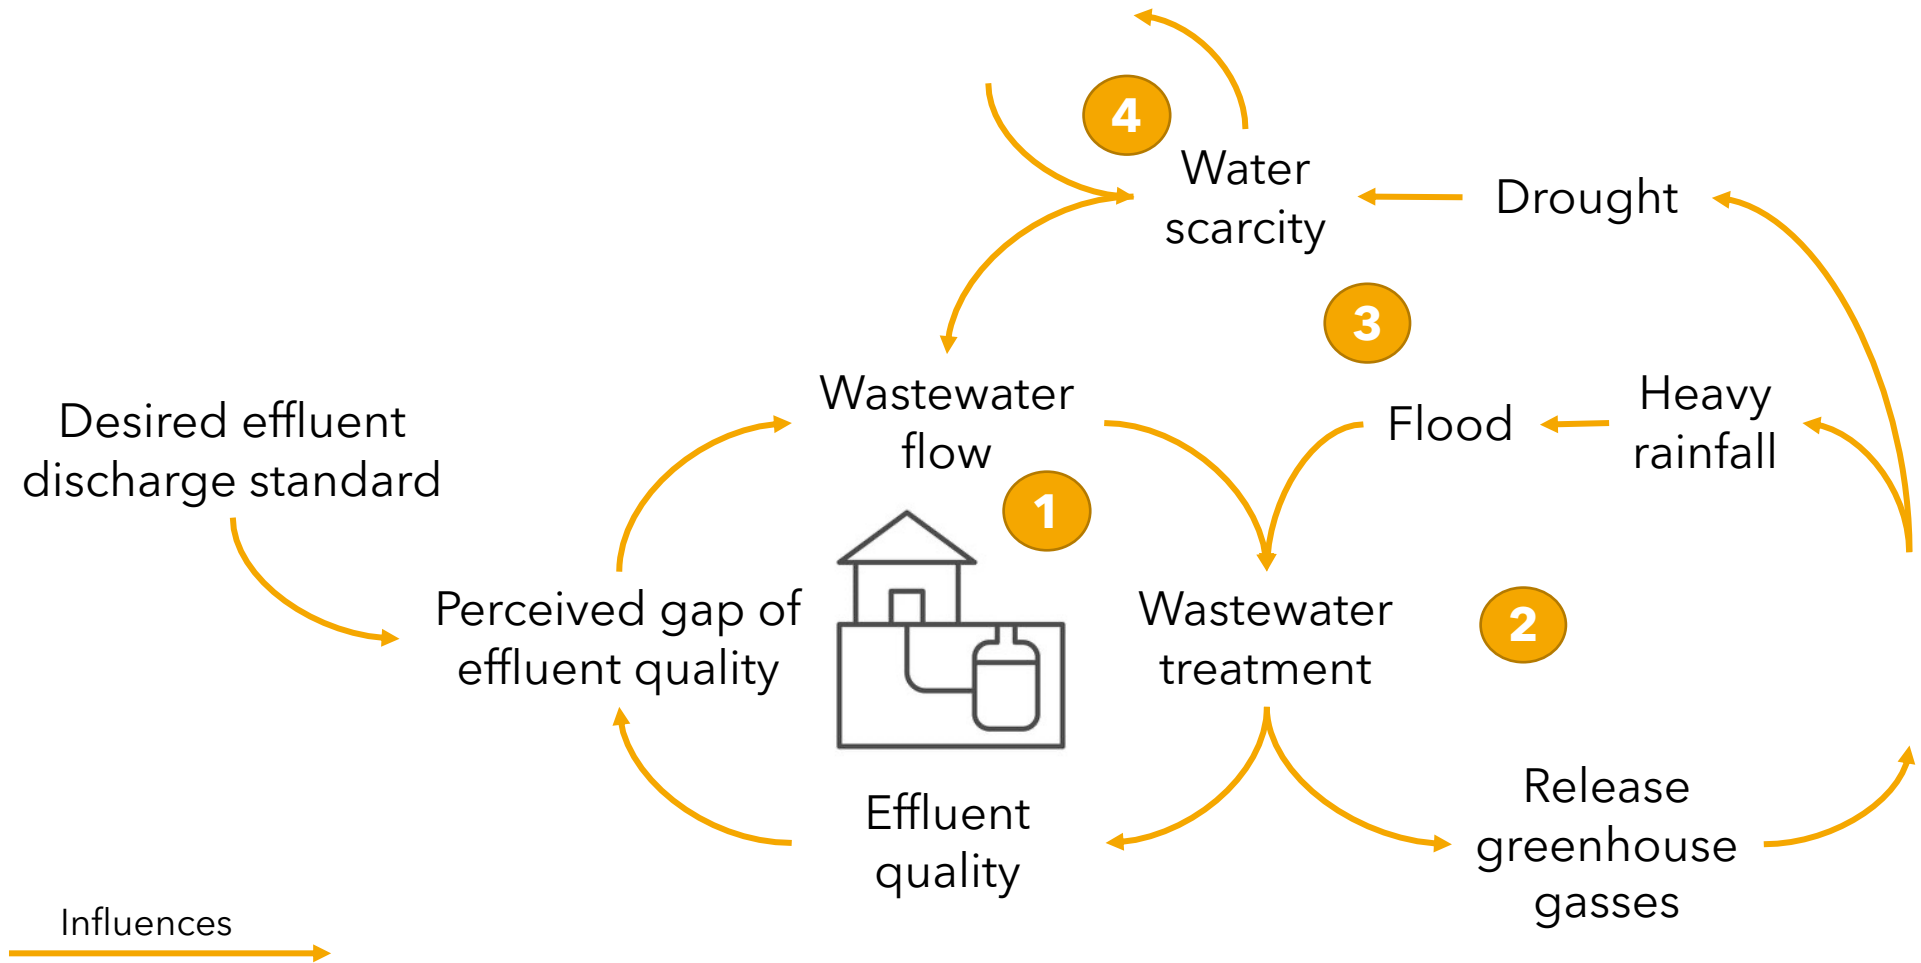 4
Water
scarcity
Drought
3
Wastewater
flow
Flood
Heavy
rainfall
Desired effluent
discharge standard
1
Perceived gap of
effluent quality
Wastewater
treatment
2
Effluent
quality
Release
greenhouse
gasses
Influences